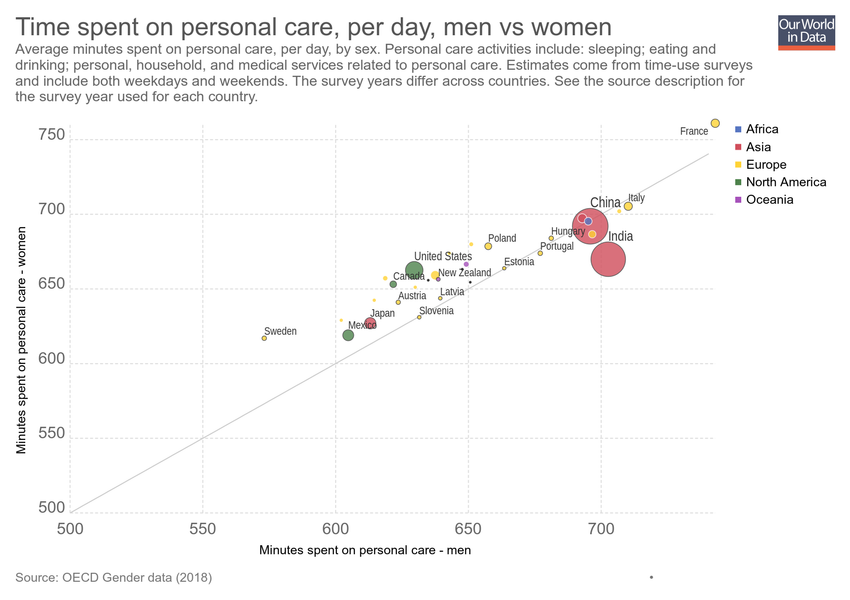 Time spent on personal care, per day, men vs women
Our World
in Data
Average minutes spent on personal care, per day, by sex. Personal care activities include: sleeping; eating and
drinking; personal, household, and medical services related to personal care. Estimates come from time-use surveys
and include both weekdays and weekends. The survey years differ across countries. See the source description for
the survey year used for each country.
Minutes spent on personal care - women
750
700
650
600
550
500
France
Italy
China
India
Hungary
Portugal
Poland
Estonia
United States
New Zealand
Canada
Latvia
Austria
Slovenia
Japan
Mexico
Sweden
500
550
600
650
700
Minutes spent on personal care - men
Africa
Asia
Europe
North America
Oceania
Source: OECD Gender data (2018)
•